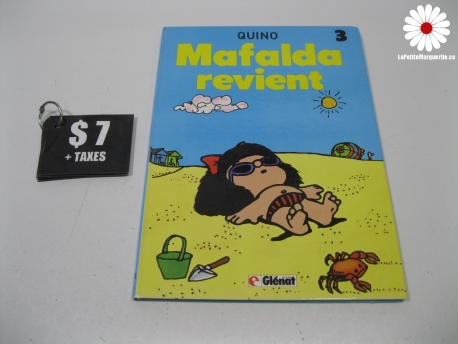 QUINO
3
Mafalda
revient
$7
+ TAXES
e Glénat
LaPetiteMarguerite.ca